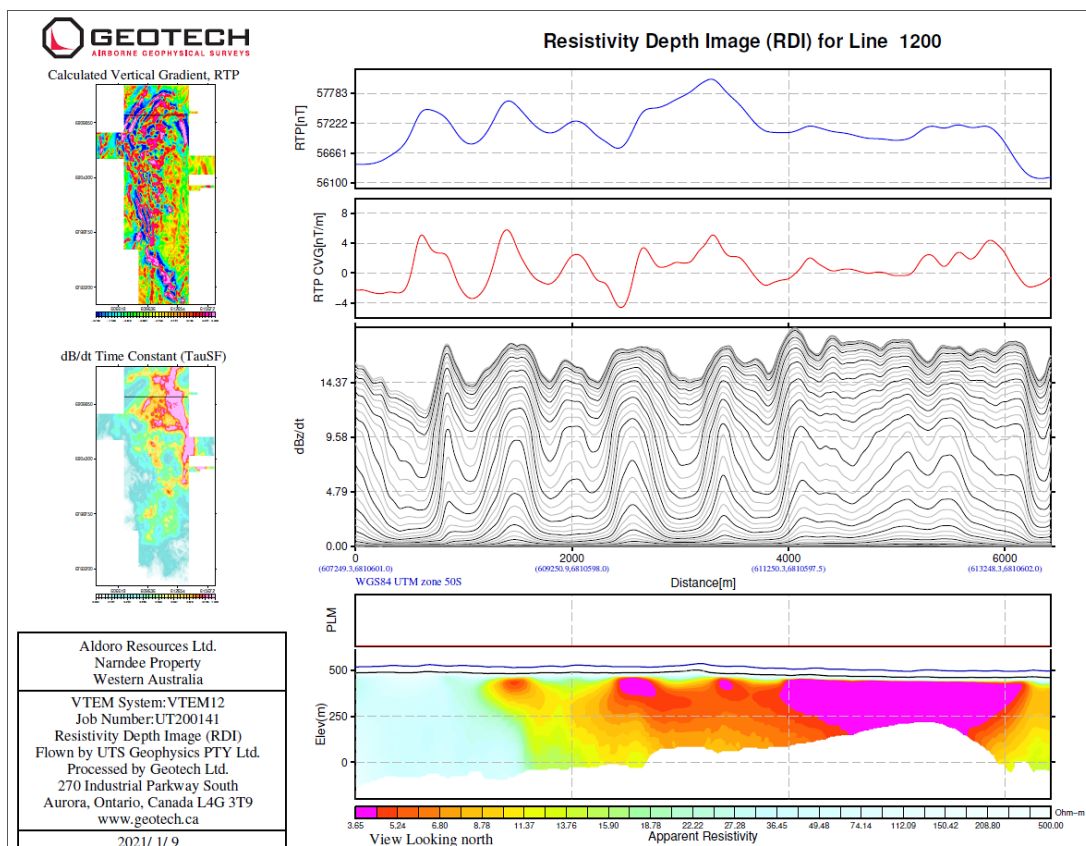 GEOTECH
AIRBORNE GEOPHYSICAL SURVEYS
Calculated Vertical Gradient, RTP
dB/dt Time Constant (TauSF)
Aldoro Resources Ltd.
Narndee Property
Western Australia
VTEM System:VTEM12
Job Number:UT200141
Resistivity Depth Image (RDI)
Flown by UTS Geophysics PTY Ltd.
Processed by Geotech Ltd.
270 Industrial Parkway South
Aurora, Ontario, Canada L4G 3T9
www.geotech.ca
2021/ 1/ 9
Resistivity Depth Image (RDI) for Line 1200
RTP[nT]
57783
57222
56661
56100
RTP CVG[nT/m]
8
4
0
-4
dBz/dt
14.37
9.58
4.79
0.00
0 2000 4000 6000
(607249.3,6810601.0) (609250.9,6810598.0) (611250.3,6810597.5) (613248.3,6810602.0)
WGS84 UTM zone 50S
Distance[m]
PLM
Elev(m)
500
250
0
Ohm-m
3.65 5.24 6.80 8.78 11.37 13.76 15.90 18.78 22.22 27.28 36.45 49.48 74.14 112.09 150.42 208.80 500.00
View Looking north
Apparent Resistivity